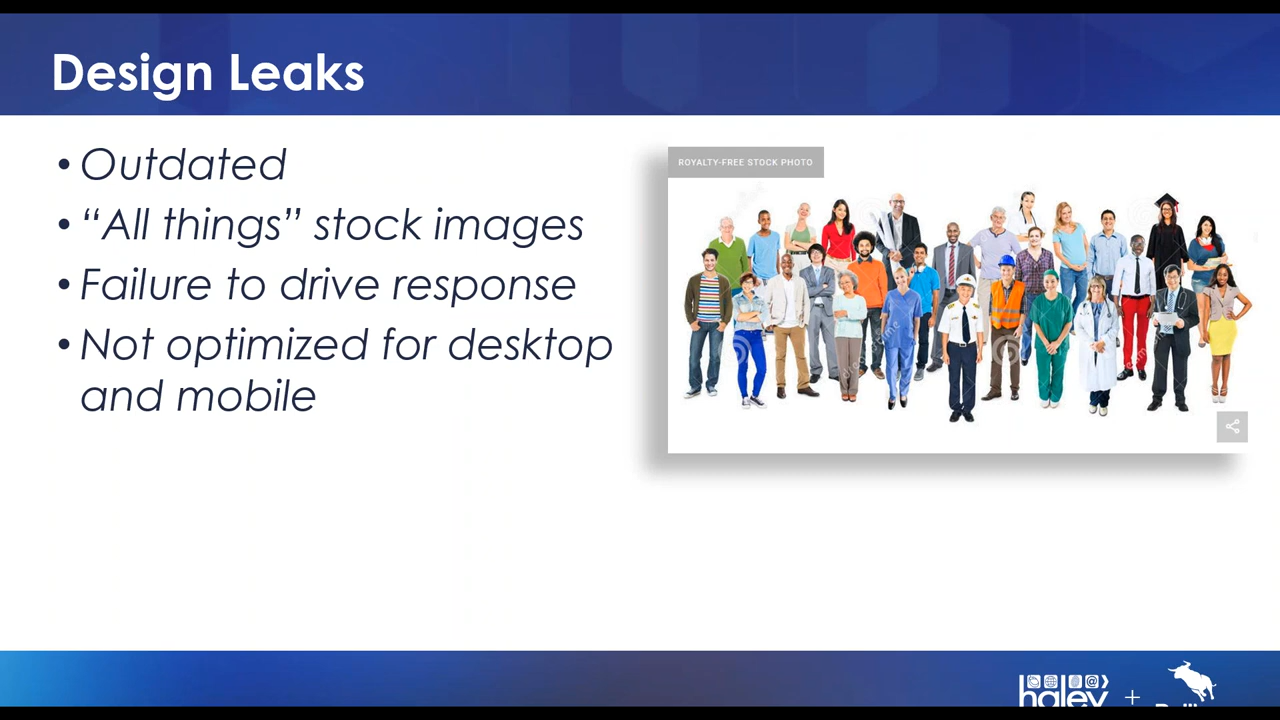 Design Leaks
• Outdated
• “All things” stock images
• Failure to drive response
• Not optimized for desktop
and mobile
ROYALTY-FREE STOCK PHOTO
haley +